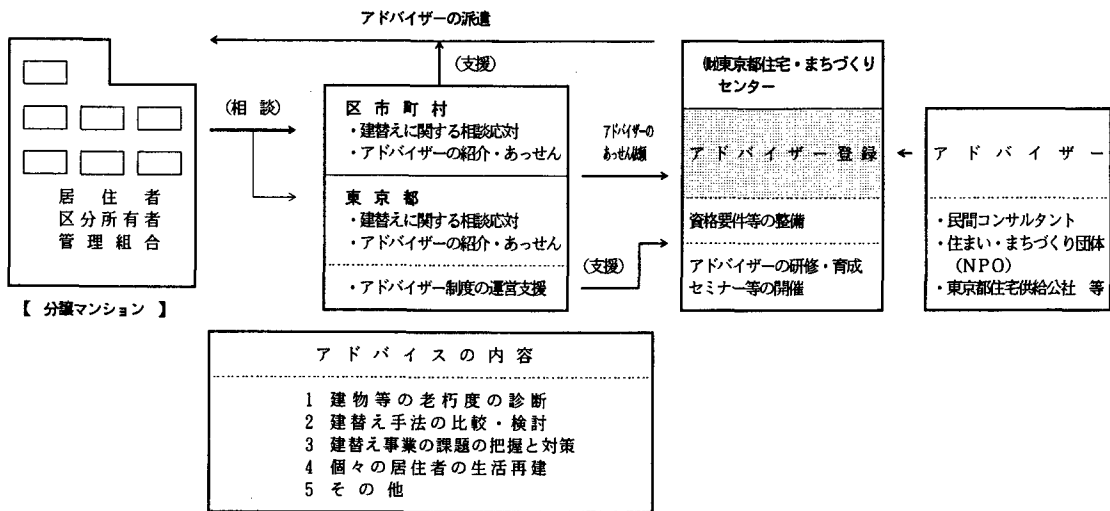 アドバイザーの派遣
(支援)
(相 談)
居 住 者
区分所有者
管 理 組 合
【 分譲マンション 】
区 市 町 村
・建替えに関する相談応対
・アドバイザーの紹介・あっせん
東 京 都
・建替えに関する相談応対
・アドバイザーの紹介・あっせん
・アドバイザー制度の運営支援
アドバイザーの
あっせん依頼
(支援)
㈶東京都住宅・まちづくり
センター
アドバイザー登録
資格要件等の整備
アドバイザーの研修・育成
セミナー等の開催
ア ド バ イ ザ ー
・民間コンサルタント
・住まい・まちづくり団体
(NPO)
・東京都住宅供給公社 等
ア ド バ イ ス の 内 容
1 建物等の老朽度の診断
2 建替え手法の比較・検討
3 建替え事業の課題の把握と対策
4 個々の居住者の生活再建
5 そ の 他